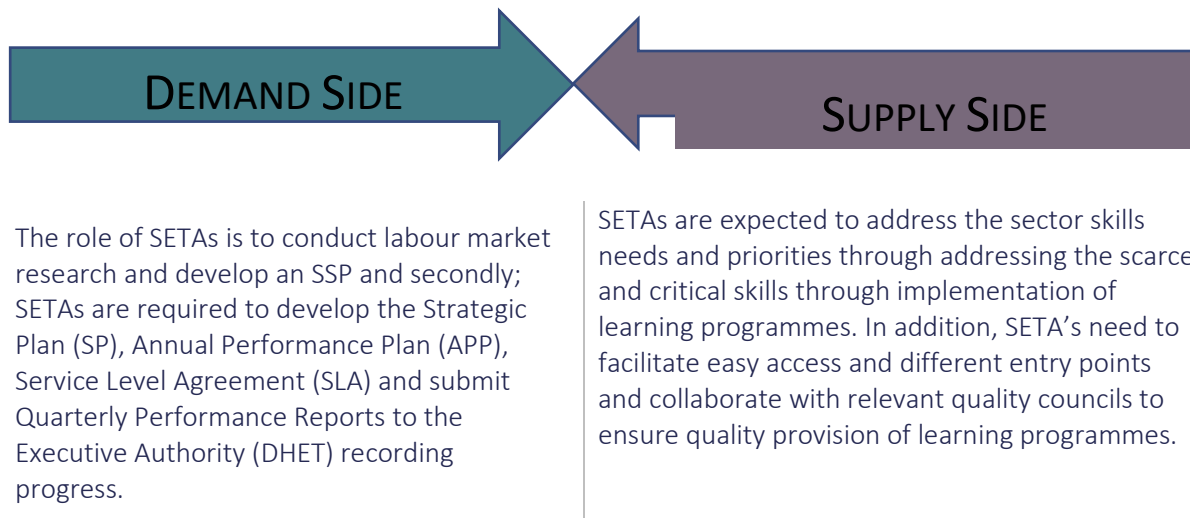 DEMAND SIDE
SUPPLY SIDE
The role of SETAs is to conduct labour market
research and develop an SSP and secondly;
SETAs are required to develop the Strategic
Plan (SP), Annual Performance Plan (APP),
Service Level Agreement (SLA) and submit
Quarterly Performance Reports to the
Executive Authority (DHET) recording
progress.
SETAs are expected to address the sector skills
needs and priorities through addressing the scarce
and critical skills through implementation of
learning programmes. In addition, SETA’s need to
facilitate easy access and different entry points
and collaborate with relevant quality councils to
ensure quality provision of learning programmes.